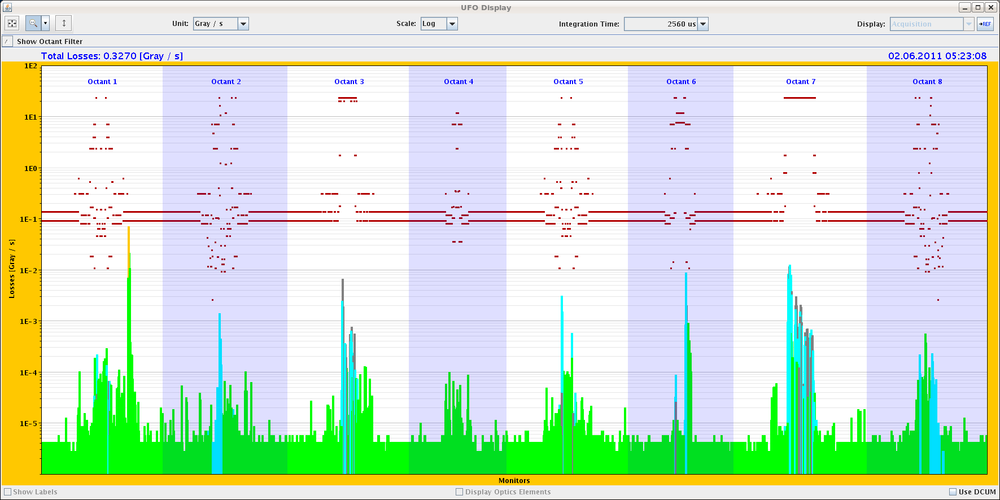 UFO Display
Unit: Gray / s Scale: Log Integration Time: 2560 us Display: Acquisition →REF
Show Octant Filter
Total Losses: 0.3270 [Gray / s] 02.06.2011 05:23:08
Octant 1 Octant 2 Octant 3 Octant 4 Octant 5 Octant 6 Octant 7 Octant 8
1E2
1E1
1E0
1E-1
1E-2
1E-3
1E-4
1E-5
Losses [Gray / s]
Monitors
Show Labels Display Optics Elements Use DCUM